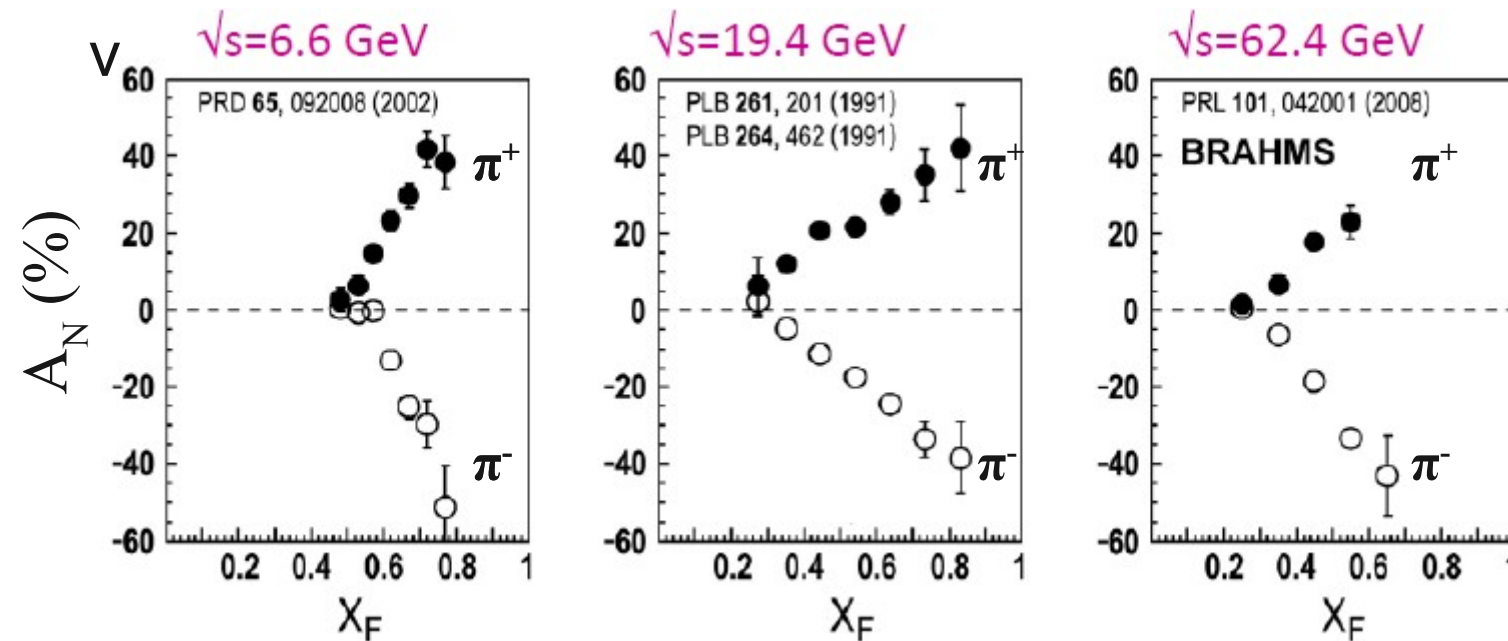 √s=6.6 GeV
√s=19.4 GeV
√s=62.4 GeV
v
A_N (%)
60
40
20
0
-20
-40
-60
PRD 65, 092008 (2002)
π⁺
π⁻
0.2 0.4 0.6 0.8 1
X_F
60
40
20
0
-20
-40
-60
PLB 261, 201 (1991)
PLB 264, 462 (1991)
π⁺
π⁻
0.2 0.4 0.6 0.8 1
X_F
60
40
20
0
-20
-40
-60
PRL 101, 042001 (2008)
BRAHMS
π⁺
π⁻
0.2 0.4 0.6 0.8 1
X_F